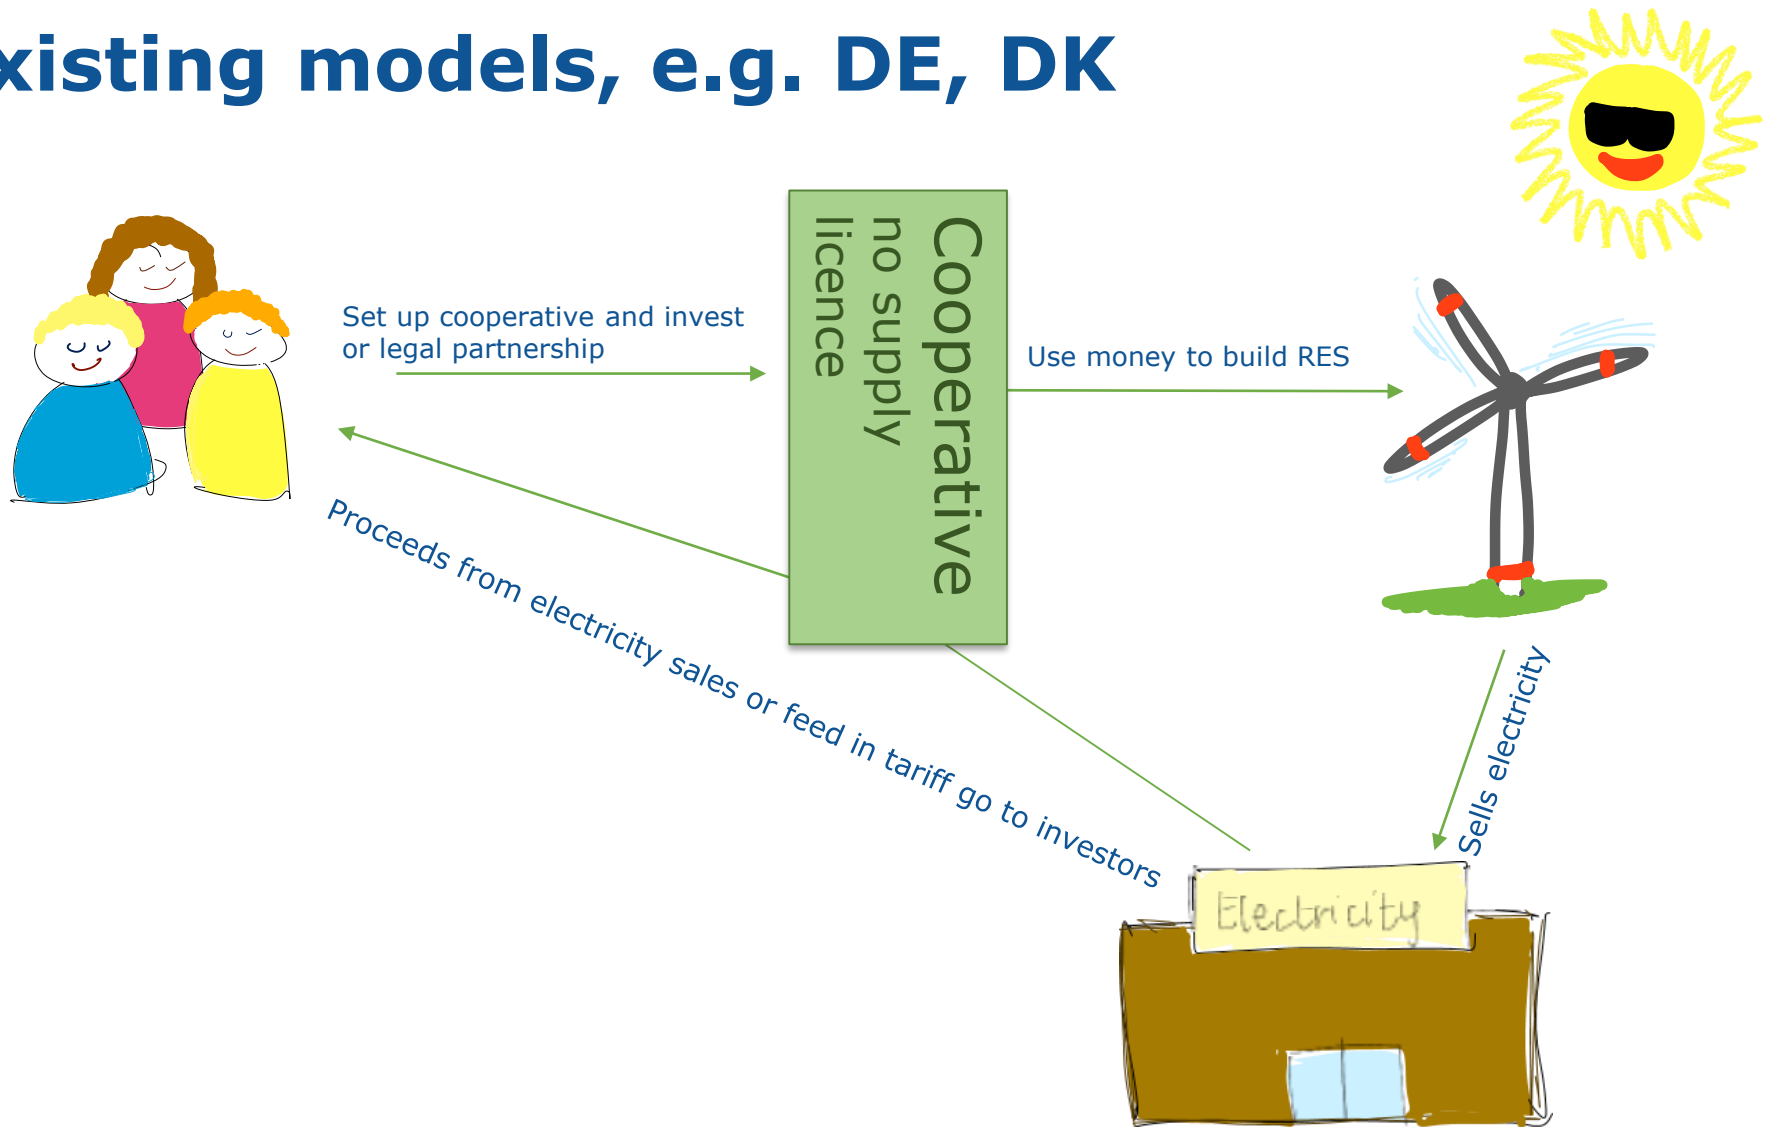 xisting models, e.g. DE, DK
Set up cooperative and invest
or legal partnership
Cooperative
no supply
licence
Use money to build RES
Proceeds from electricity sales or feed in tariff go to investors
Sells electricity
Electricity